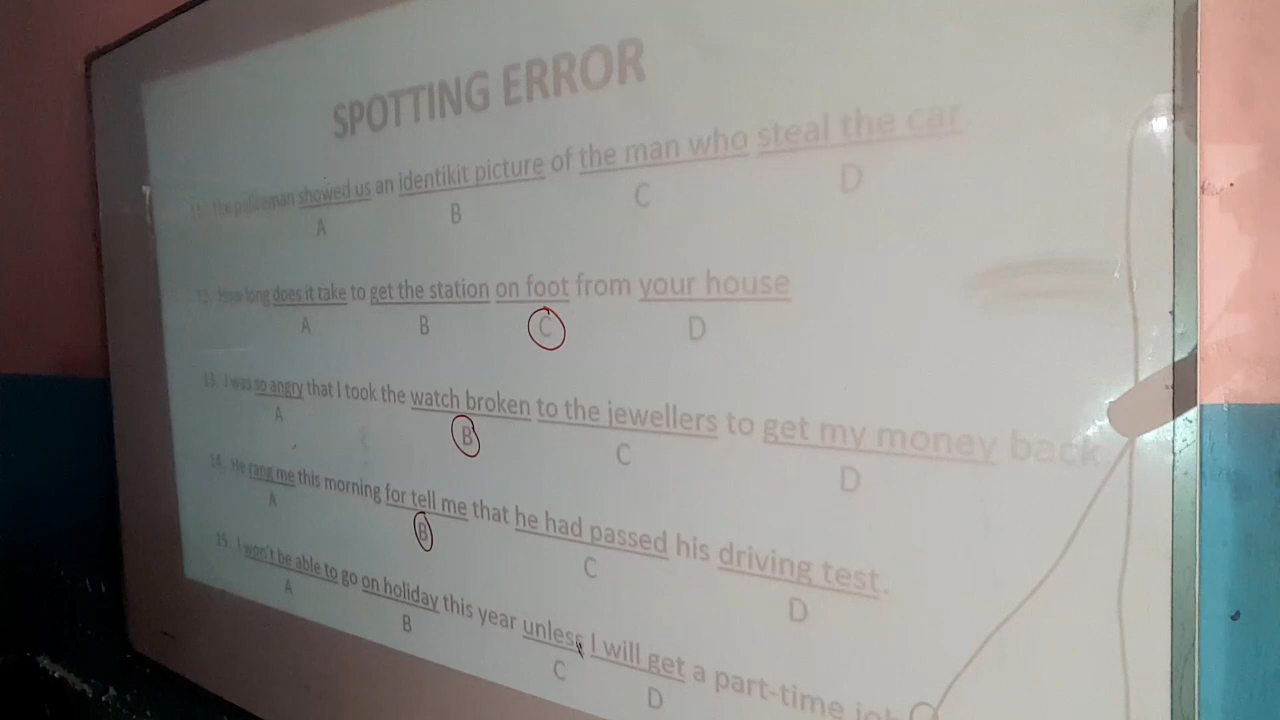 SPOTTING ERROR
showed us an identikit picture of the man who steal the car.
A B C D
How long does it take to get the station on foot from your house
A B C D
13. I was so angry that I took the watch broken to the jewellers to get my money back
A B C D
14. He rang me this morning for tell me that he had passed his driving test.
A B C D
15. I won't be able to go on holiday this year unless I will get a part-time
A B C D